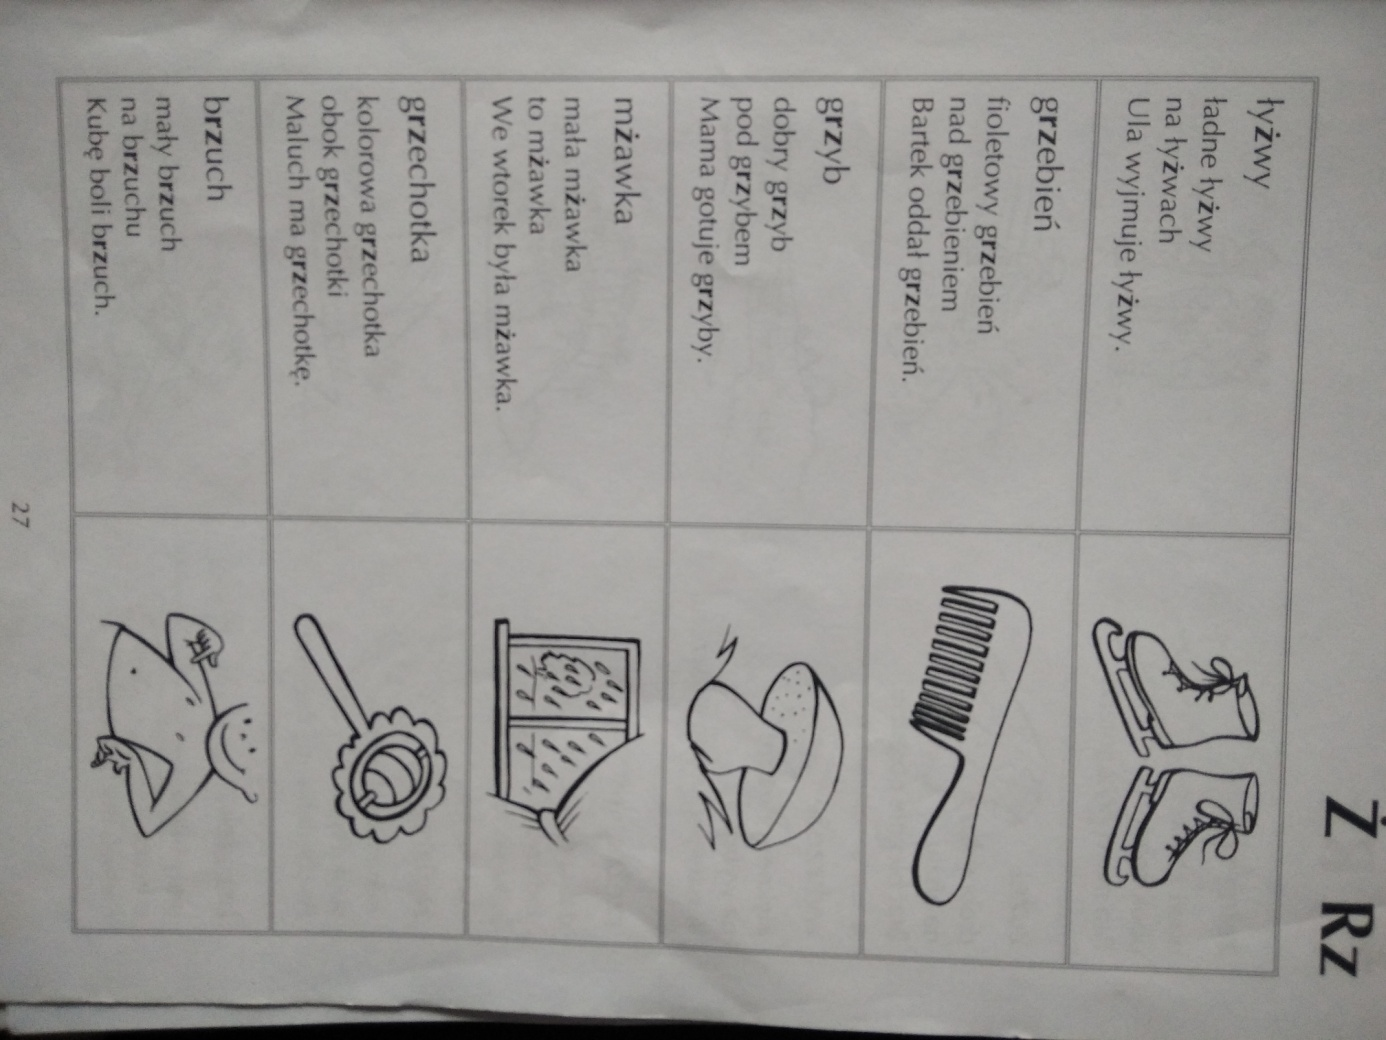 Ż Rz
łyżwy
ładne łyżwy
na łyżwach
Ula wyjmuje łyżwy.
grzebień
fioletowy grzebień
nad grzebieniem
Bartek oddał grzebień.
grzyb
dobry grzyb
pod grzybem
Mama gotuje grzyby.
mżawka
mała mżawka
to mżawka
We wtorek była mżawka.
grzechotka
kolorowa grzechotka
obok grzechotki
Maluch ma grzechotkę.
brzuch
mały brzuch
na brzuchu
Kubę boli brzuch.
27